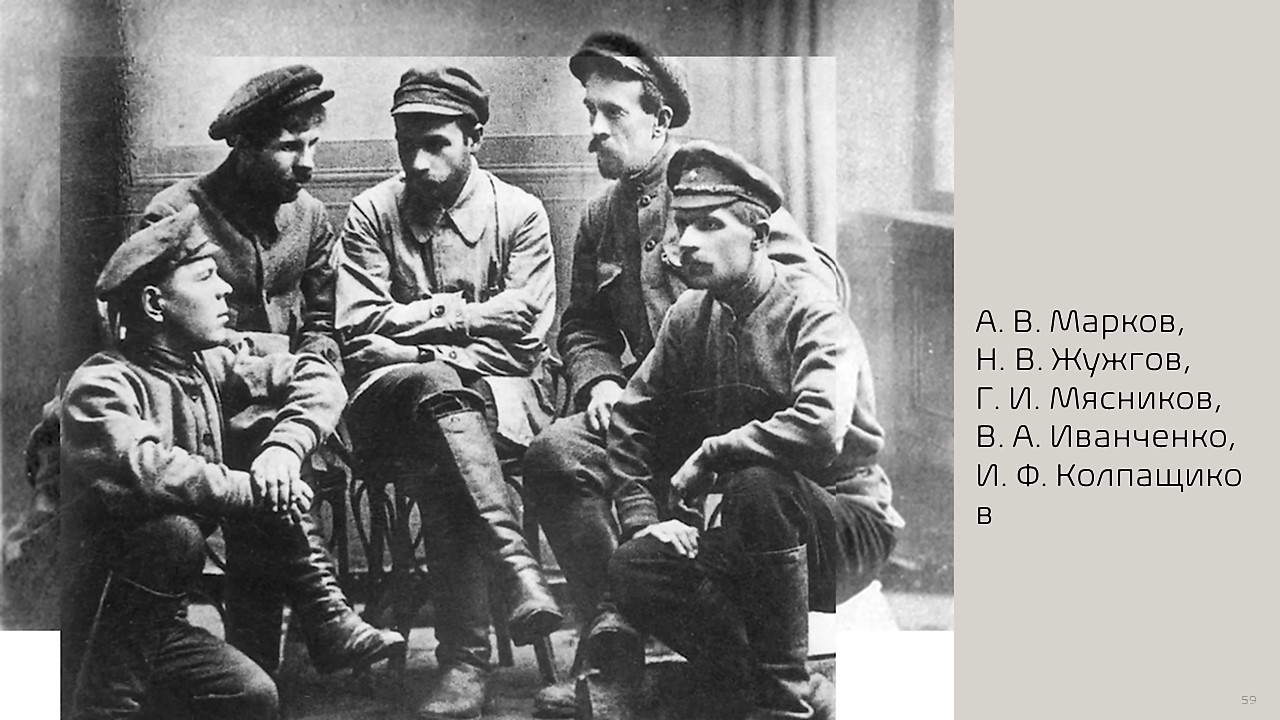 А. В. Марков,
Н. В. Жужгов,
Г. И. Мясников,
В. А. Иванченко,
И. Ф. Колпащико
в
59